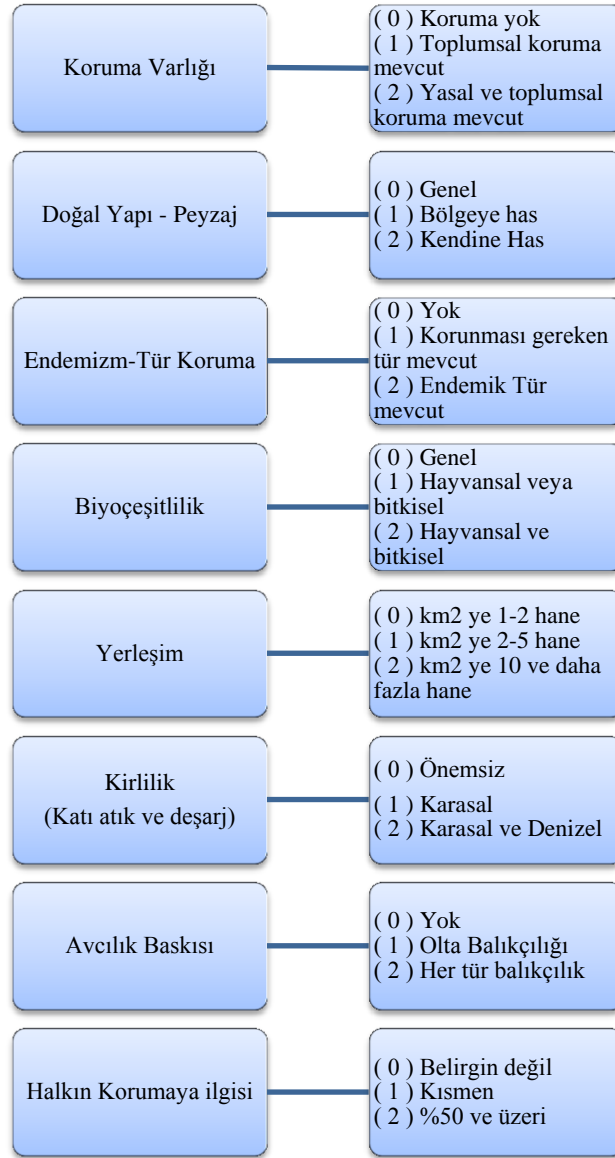 Koruma Varlığı
( 0 ) Koruma yok
( 1 ) Toplumsal koruma
mevcut
( 2 ) Yasal ve toplumsal
koruma mevcut
Doğal Yapı - Peyzaj
( 0 ) Genel
( 1 ) Bölgeye has
( 2 ) Kendine Has
Endemizm-Tür Koruma
( 0 ) Yok
( 1 ) Korunması gereken
tür mevcut
( 2 ) Endemik Tür
mevcut
Biyoçeşitlilik
( 0 ) Genel
( 1 ) Hayvansal veya
bitkisel
( 2 ) Hayvansal ve
bitkisel
Yerleşim
( 0 ) km2 ye 1-2 hane
( 1 ) km2 ye 2-5 hane
( 2 ) km2 ye 10 ve daha
fazla hane
Kirlilik
(Katı atık ve deşarj)
( 0 ) Önemsiz
( 1 ) Karasal
( 2 ) Karasal ve Denizel
Avcılık Baskısı
( 0 ) Yok
( 1 ) Olta Balıkçılığı
( 2 ) Her tür balıkçılık
Halkın Korumaya ilgisi
( 0 ) Belirgin değil
( 1 ) Kısmen
( 2 ) %50 ve üzeri